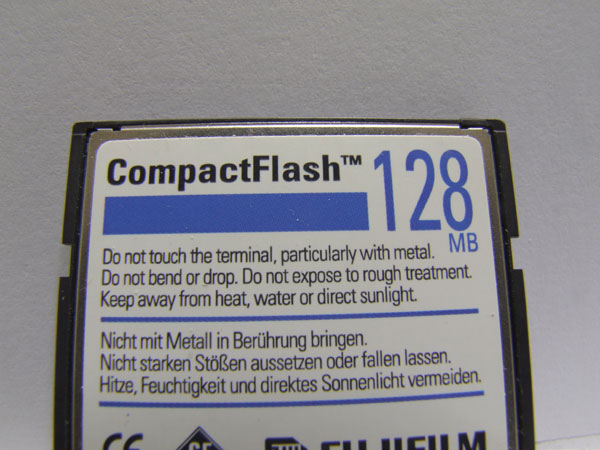 CompactFlash™ 128
MB
Do not touch the terminal, particularly with metal.
Do not bend or drop. Do not expose to rough treatment.
Keep away from heat, water or direct sunlight.
Nicht mit Metall in Berührung bringen.
Nicht starken Stößen aussetzen oder fallen lassen.
Hitze, Feuchtigkeit und direktes Sonnenlicht vermeiden.
CE FUJIFILM